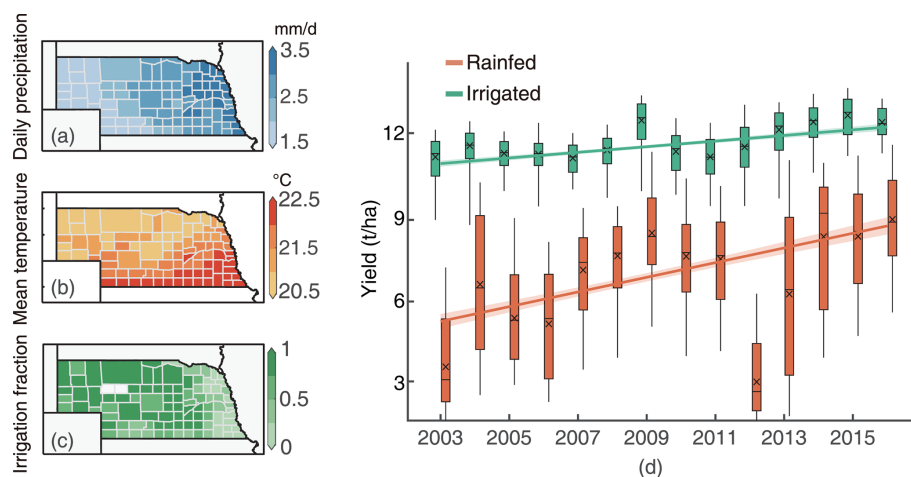 Daily precipitation
mm/d
3.5
2.5
1.5
(a)
Mean temperature
°C
22.5
21.5
20.5
(b)
Irrigation fraction
1
0.5
0
(c)
Yield (t/ha)
12
9
6
3
Rainfed
Irrigated
2003 2005 2007 2009 2011 2013 2015
(d)